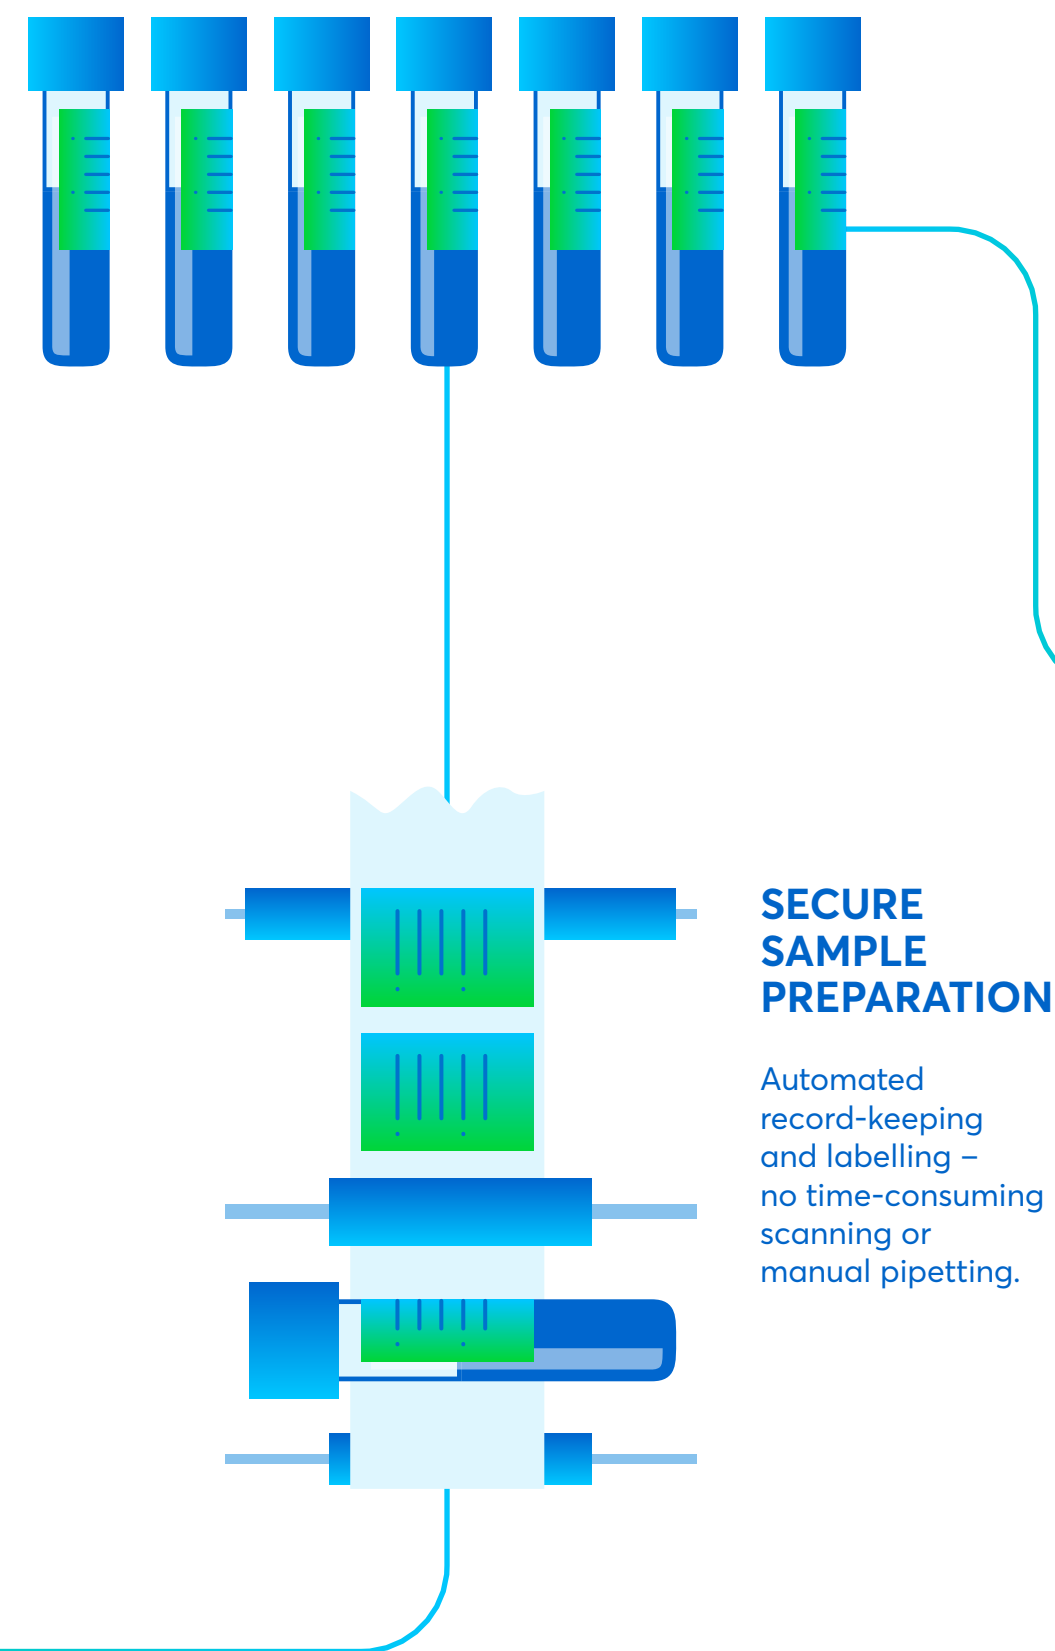 SECURE
SAMPLE
PREPARATION
Automated
record-keeping
and labelling –
no time-consuming
scanning or
manual pipetting.